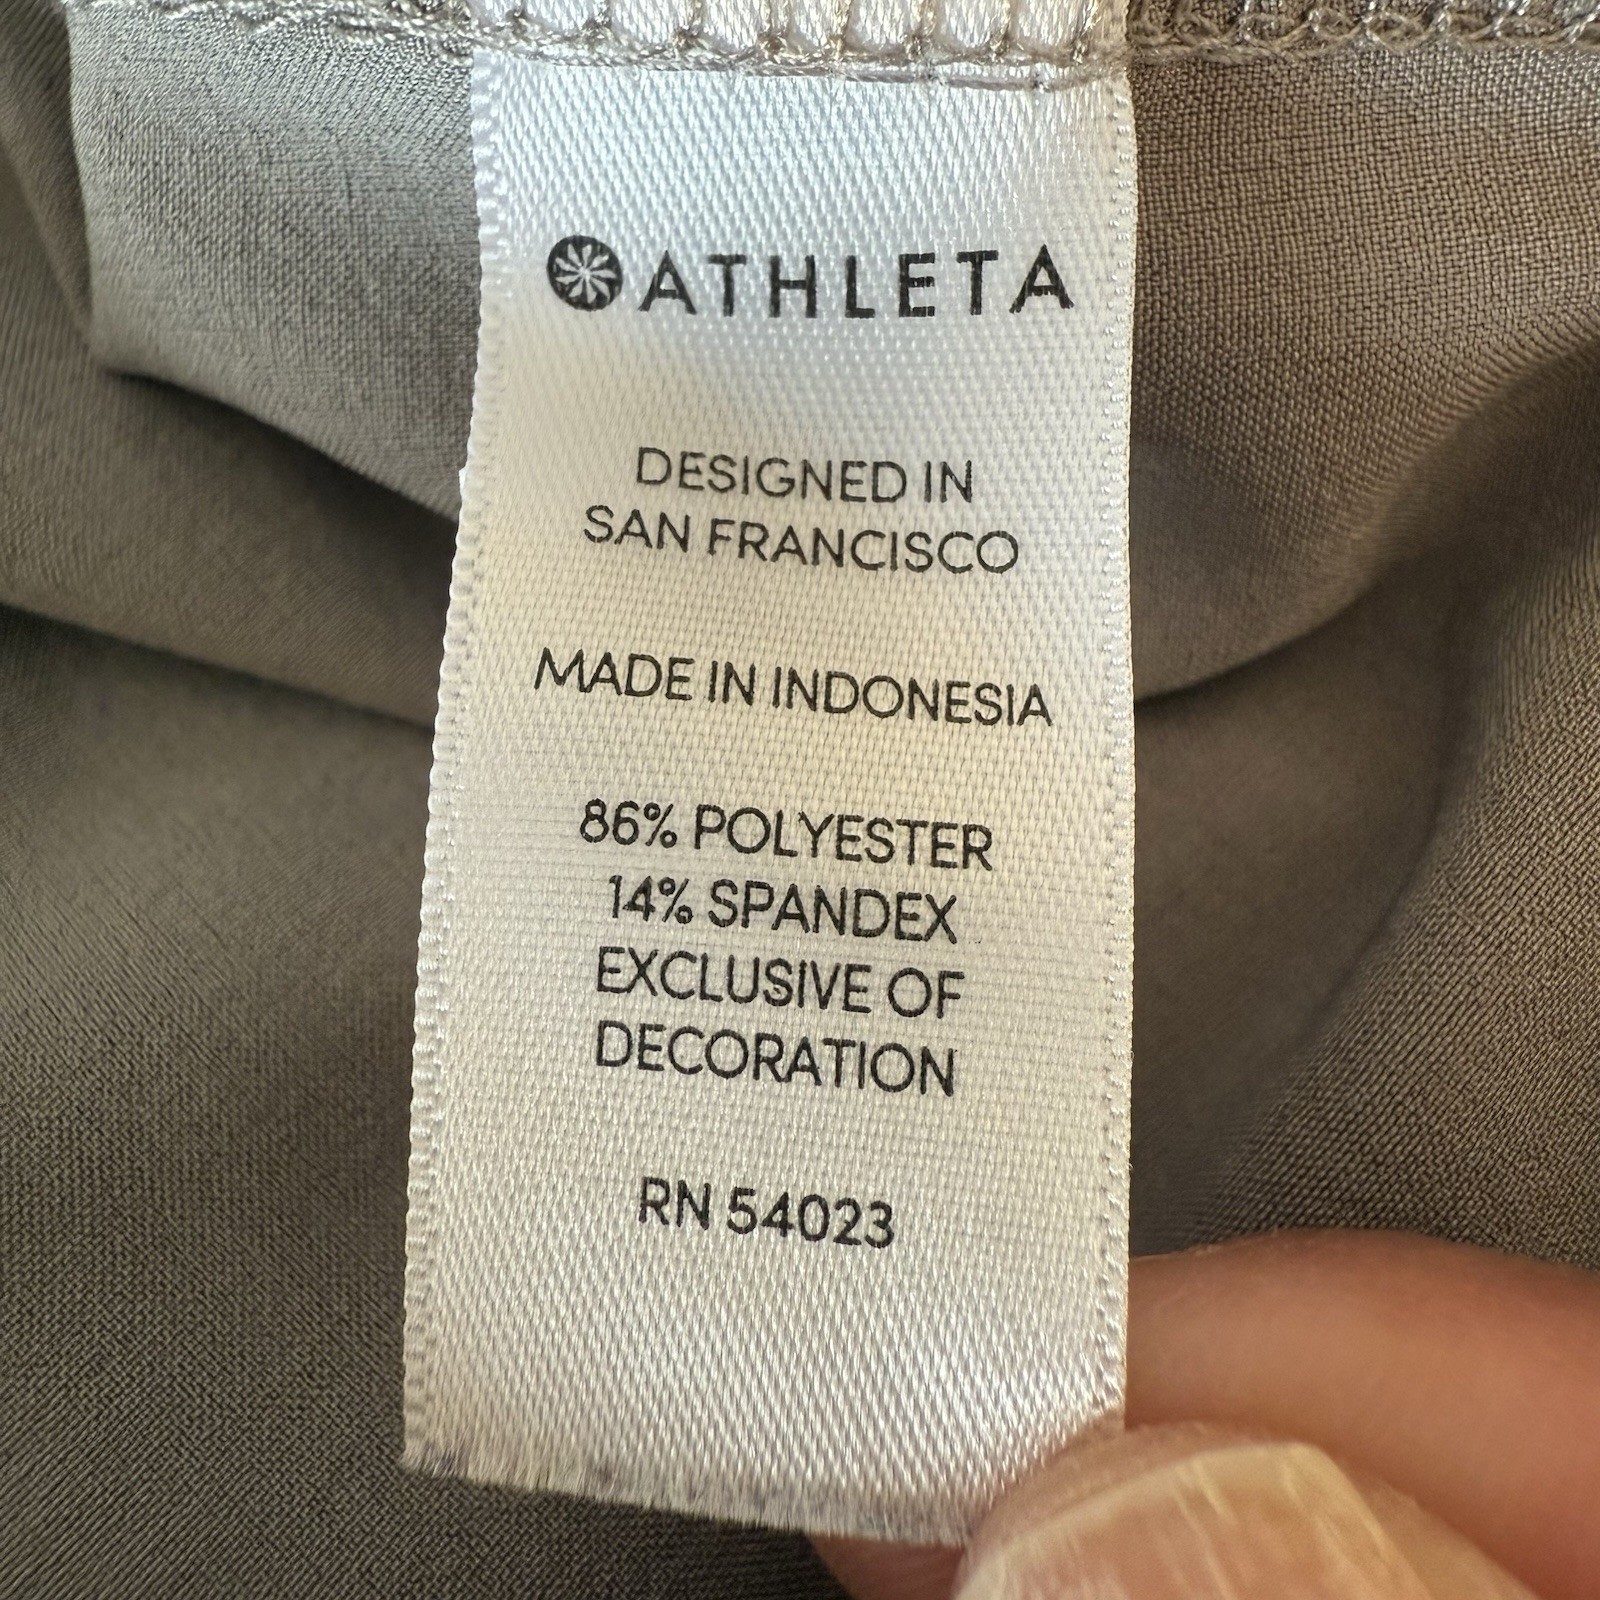 ATHLETA
DESIGNED IN
SAN FRANCISCO
MADE IN INDONESIA
86% POLYESTER
14% SPANDEX
EXCLUSIVE OF
DECORATION
RN 54023